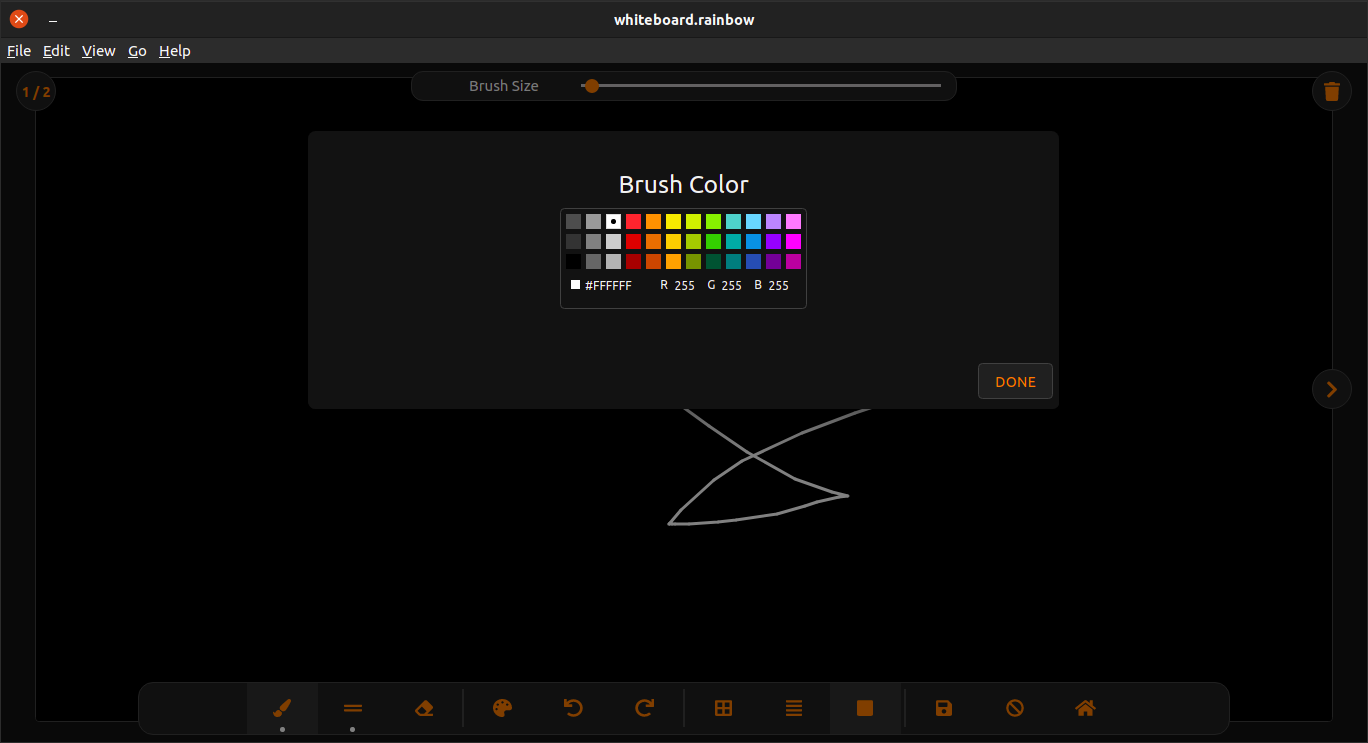 whiteboard.rainbow
File Edit View Go Help
1 / 2
Brush Size
Brush Color
#FFFFFF R 255 G 255 B 255
DONE